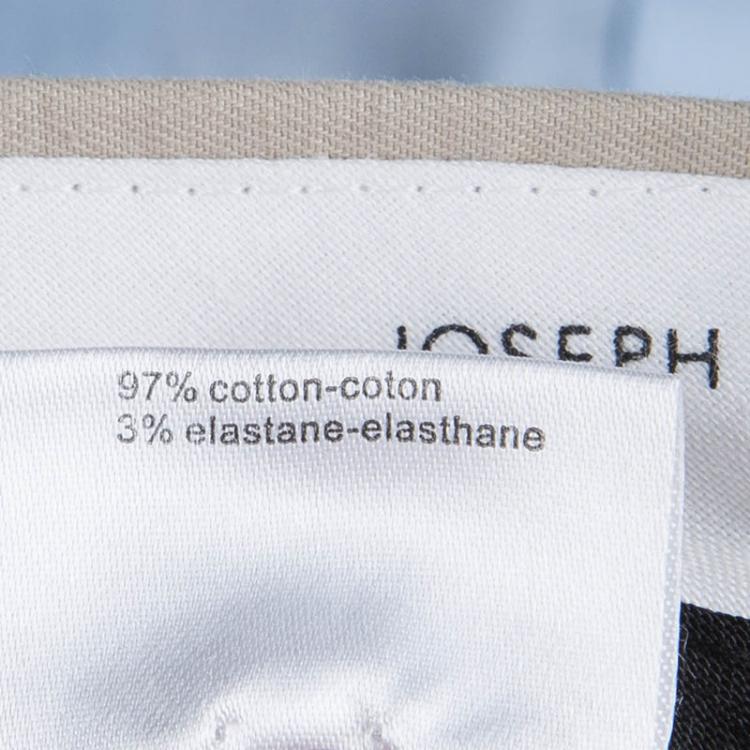 JOSEPH
97% cotton-coton
3% elastane-elasthane